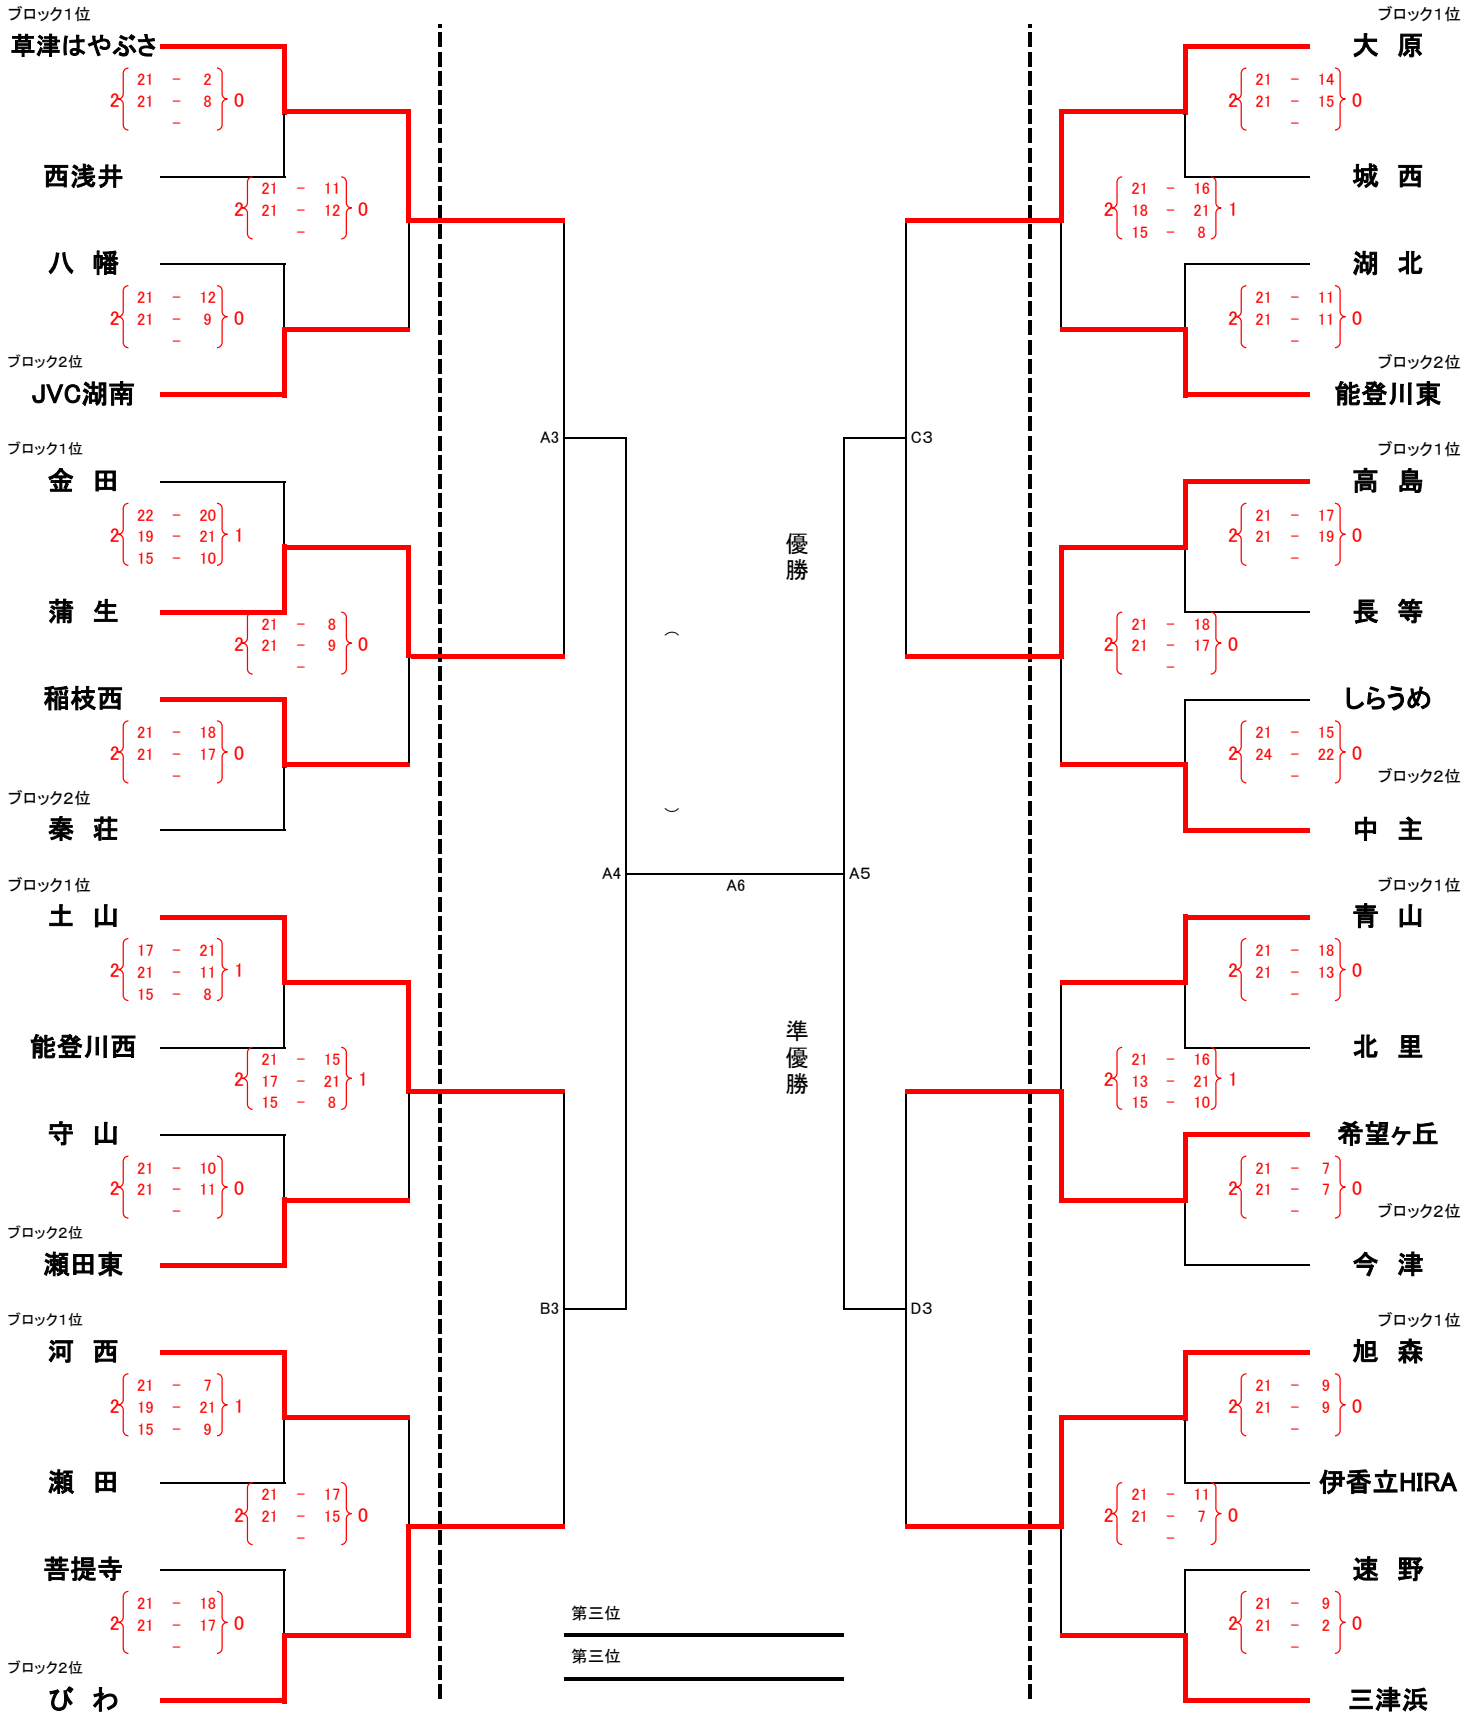 ブロック1位
草津はやぶさ
21 － 2
2 21 － 8 0
－
西浅井
21 － 11
2 21 － 12 0
－
八 幡
21 － 12
2 21 － 9 0
－
ブロック2位
JVC湖南
ブロック1位
金 田
22 － 20
2 19 － 21 1
15 － 10
蒲 生
21 － 8
2 21 － 9 0
－
稲枝西
21 － 18
2 21 － 17 0
－
ブロック2位
秦 荘
ブロック1位
土 山
17 － 21
2 21 － 11 1
15 － 8
能登川西
21 － 15
2 17 － 21 1
15 － 8
守 山
21 － 10
2 21 － 11 0
－
ブロック2位
瀬田東
ブロック1位
河 西
21 － 7
2 19 － 21 1
15 － 9
瀬 田
21 － 17
2 21 － 15 0
－
菩提寺
21 － 18
2 21 － 17 0
－
ブロック2位
びわ
A3
B3
A4
A6
A5
C3
D3
優勝
（ ）
準優勝
第三位
第三位
ブロック1位
大 原
21 － 14
2 21 － 15 0
－
城 西
21 － 16
2 18 － 21 1
15 － 8
湖 北
21 － 11
2 21 － 11 0
－
ブロック2位
能登川東
ブロック1位
高 島
21 － 17
2 21 － 19 0
－
長 等
21 － 18
2 21 － 17 0
－
しらうめ
21 － 15
2 24 － 22 0
－
ブロック2位
中 主
ブロック1位
青 山
21 － 18
2 21 － 13 0
－
北 里
21 － 16
2 13 － 21 1
15 － 10
希望ヶ丘
21 － 7
2 21 － 7 0
－
ブロック2位
今 津
ブロック1位
旭 森
21 － 9
2 21 － 9 0
－
伊香立HIRA
21 － 11
2 21 － 7 0
－
速 野
21 － 9
2 21 － 2 0
－
三津浜